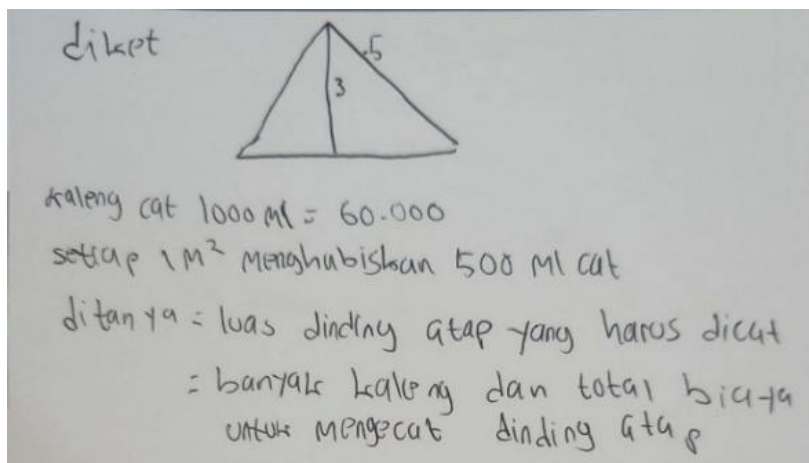 diket
5
3
kaleng cat 1000 ml = 60.000
setiap 1 m² menghabiskan 500 ml cat
ditanya = luas dinding atap yang harus dicat
= banyak kaleng dan total biaya
untuk mengecat dinding atap